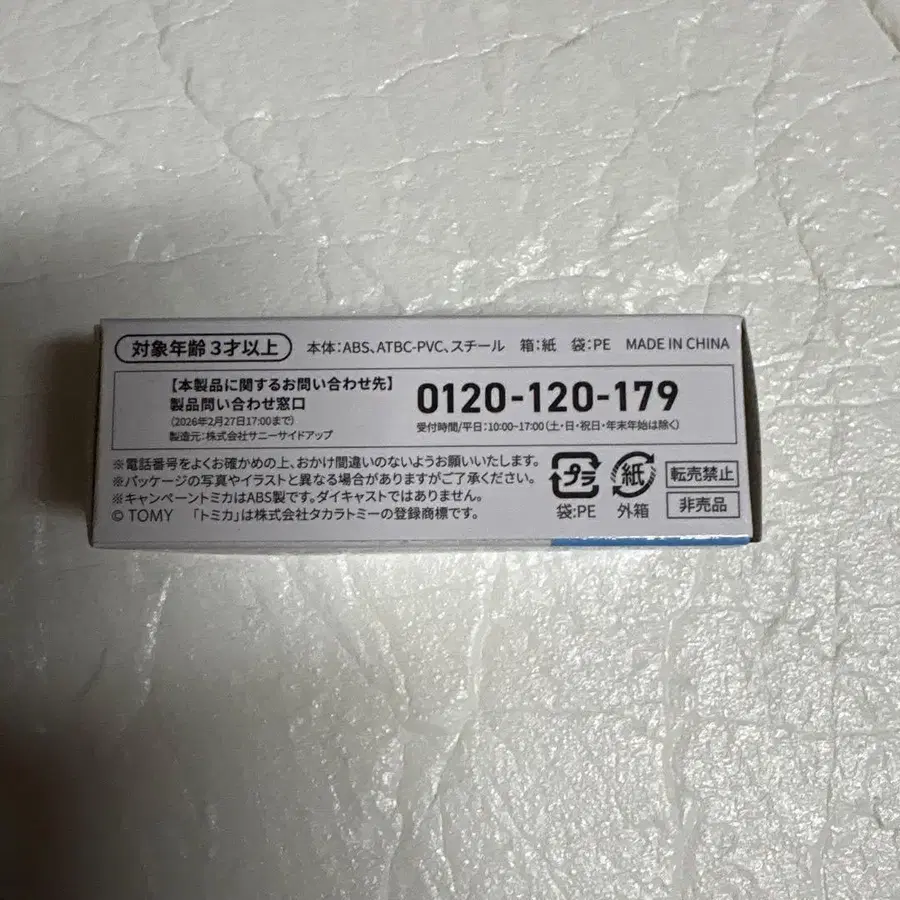 対象年齢 3才以上 本体:ABS、ATBC-PVC、スチール 箱:紙 袋:PE MADE IN CHINA
【本製品に関するお問い合わせ先】
製品問い合わせ窓口
(2026年2月27日17:00まで)
製造元:株式会社サニーサイドアップ
0120-120-179
受付時間/平日:10:00~17:00(土・日・祝日・年末年始は除く)
※電話番号をよくお確かめの上、おかけ間違いのないようお願いいたします。
※パッケージの写真やイラストと異なる場合がありますがご了承ください。
※キャンペーントミカはABS製です。ダイキャストではありません。
© TOMY 「トミカ」は株式会社タカラトミーの登録商標です。
プラ
袋:PE
紙
外箱
転売禁止
非売品